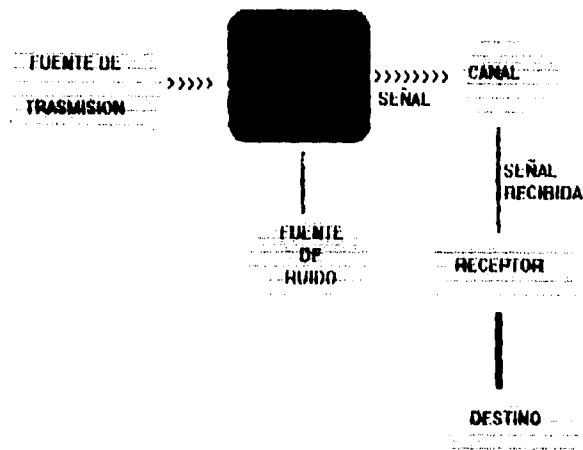 FUENTE DE
TRASMISION
>>>>>
>>>>>>>>
SEÑAL
CANAL
SEÑAL
RECIBIDA
FUENTE
DE
RUIDO
RECEPTOR
DESTINO